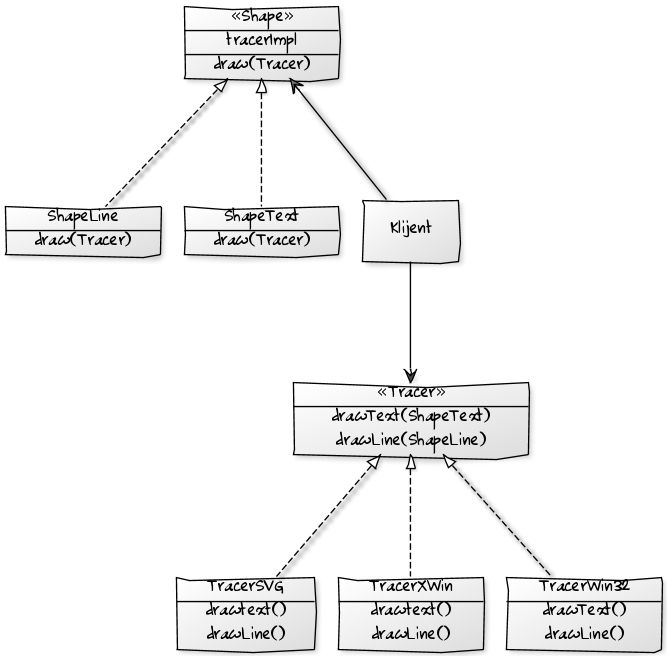 «Shape»
tracerImpl
draw(Tracer)
ShapeLine
draw(Tracer)
ShapeText
draw(Tracer)
Klijent
«Tracer»
drawText(ShapeText)
drawLine(ShapeLine)
TracerSVG
drawtext()
drawLine()
TracerXWin
drawtext()
drawLine()
TracerWin32
drawText()
drawLine()